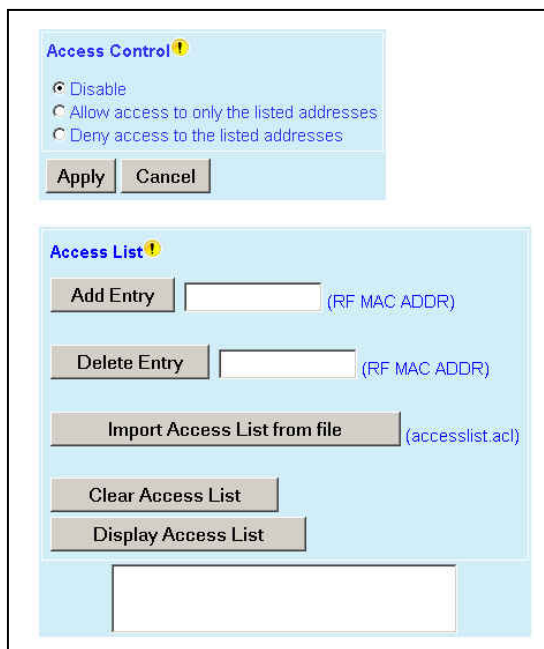 Access Control !
Disable
Allow access to only the listed addresses
Deny access to the listed addresses
Apply Cancel
Access List !
Add Entry (RF MAC ADDR)
Delete Entry (RF MAC ADDR)
Import Access List from file (accesslist.acl)
Clear Access List
Display Access List